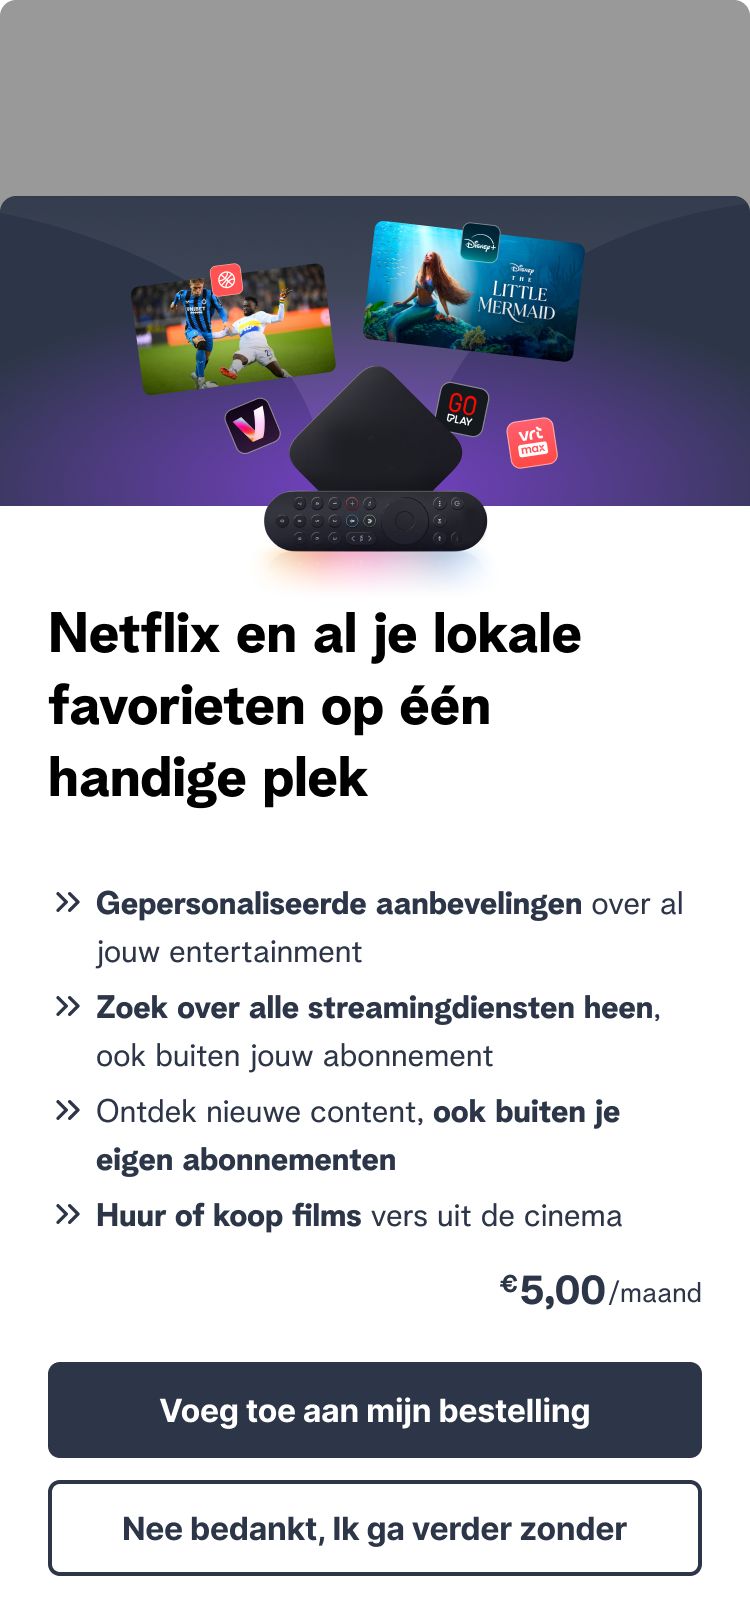 Disney+
Disney
THE
LITTLE
MERMAID
GO
PLAY
vrt
max
Netflix en al je lokale
favorieten op één
handige plek
Gepersonaliseerde aanbevelingen over al
jouw entertainment
Zoek over alle streamingdiensten heen,
ook buiten jouw abonnement
Ontdek nieuwe content, ook buiten je
eigen abonnementen
Huur of koop films vers uit de cinema
€5,00/maand
Voeg toe aan mijn bestelling
Nee bedankt, Ik ga verder zonder